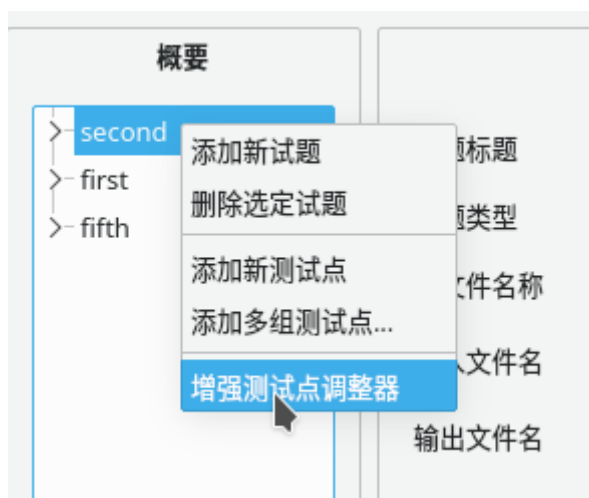 概要
second
first
fifth
添加新试题
删除选定试题
添加新测试点
添加多组测试点...
增强测试点调整器
标题
类型
文件名称
文件名
输出文件名